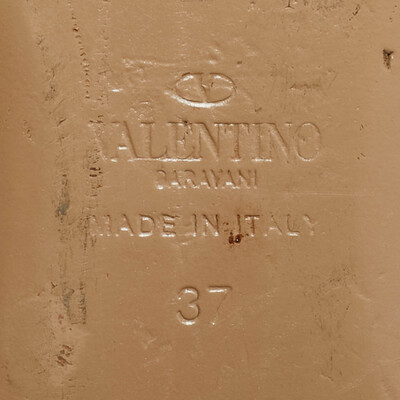 VALENTINO
GARAVANI
MADE IN ITALY
37